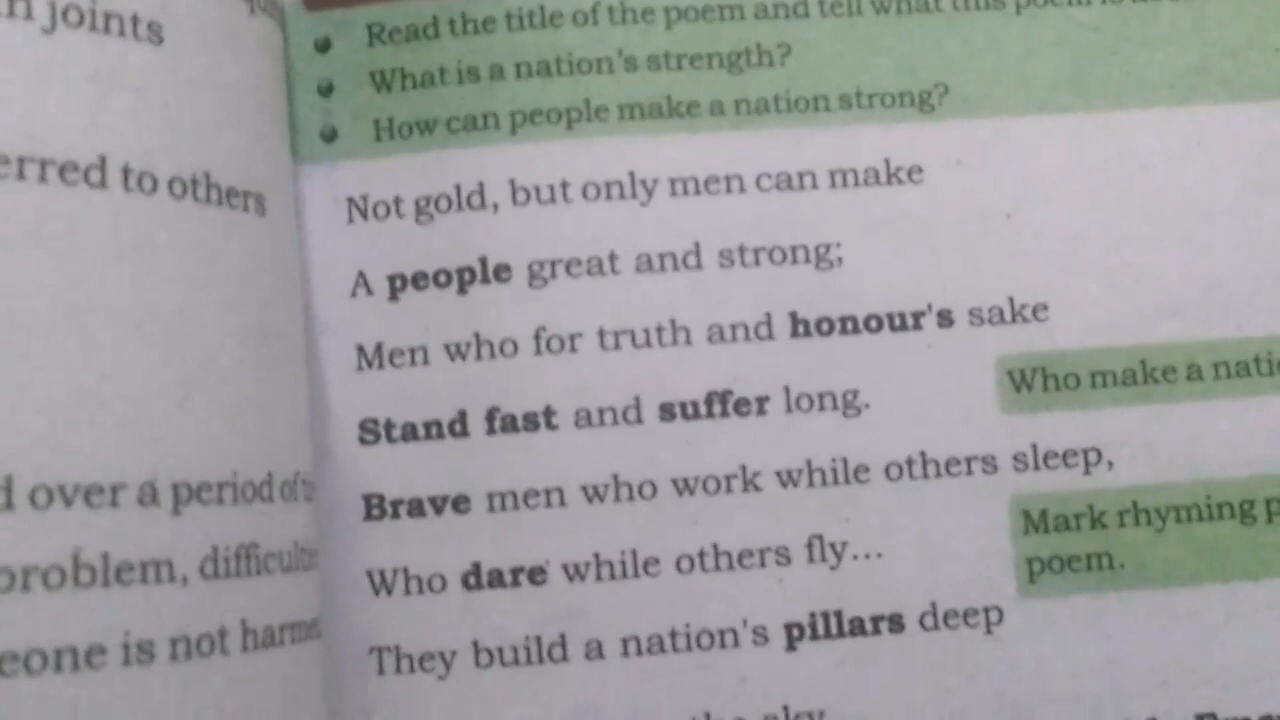 n joints
erred to others
d over a period of
problem, difficult
eone is not harme
Read the title of the poem and tell what this poem is
What is a nation's strength?
How can people make a nation strong?
Not gold, but only men can make
A people great and strong;
Men who for truth and honour's sake
Stand fast and suffer long.
Who make a nati
Brave men who work while others sleep,
Who dare while others fly...
Mark rhyming p
poem.
They build a nation's pillars deep
the sky